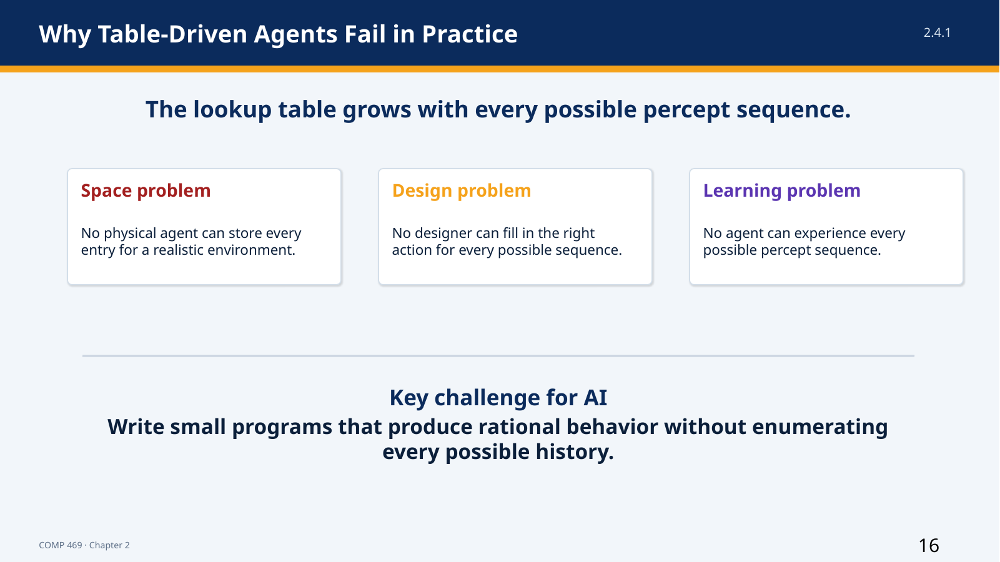 Why Table-Driven Agents Fail in Practice
2.4.1
The lookup table grows with every possible percept sequence.
Space problem
No physical agent can store every
entry for a realistic environment.
Design problem
No designer can fill in the right
action for every possible sequence.
Learning problem
No agent can experience every
possible percept sequence.
Key challenge for AI
Write small programs that produce rational behavior without enumerating
every possible history.
COMP 469 · Chapter 2
16